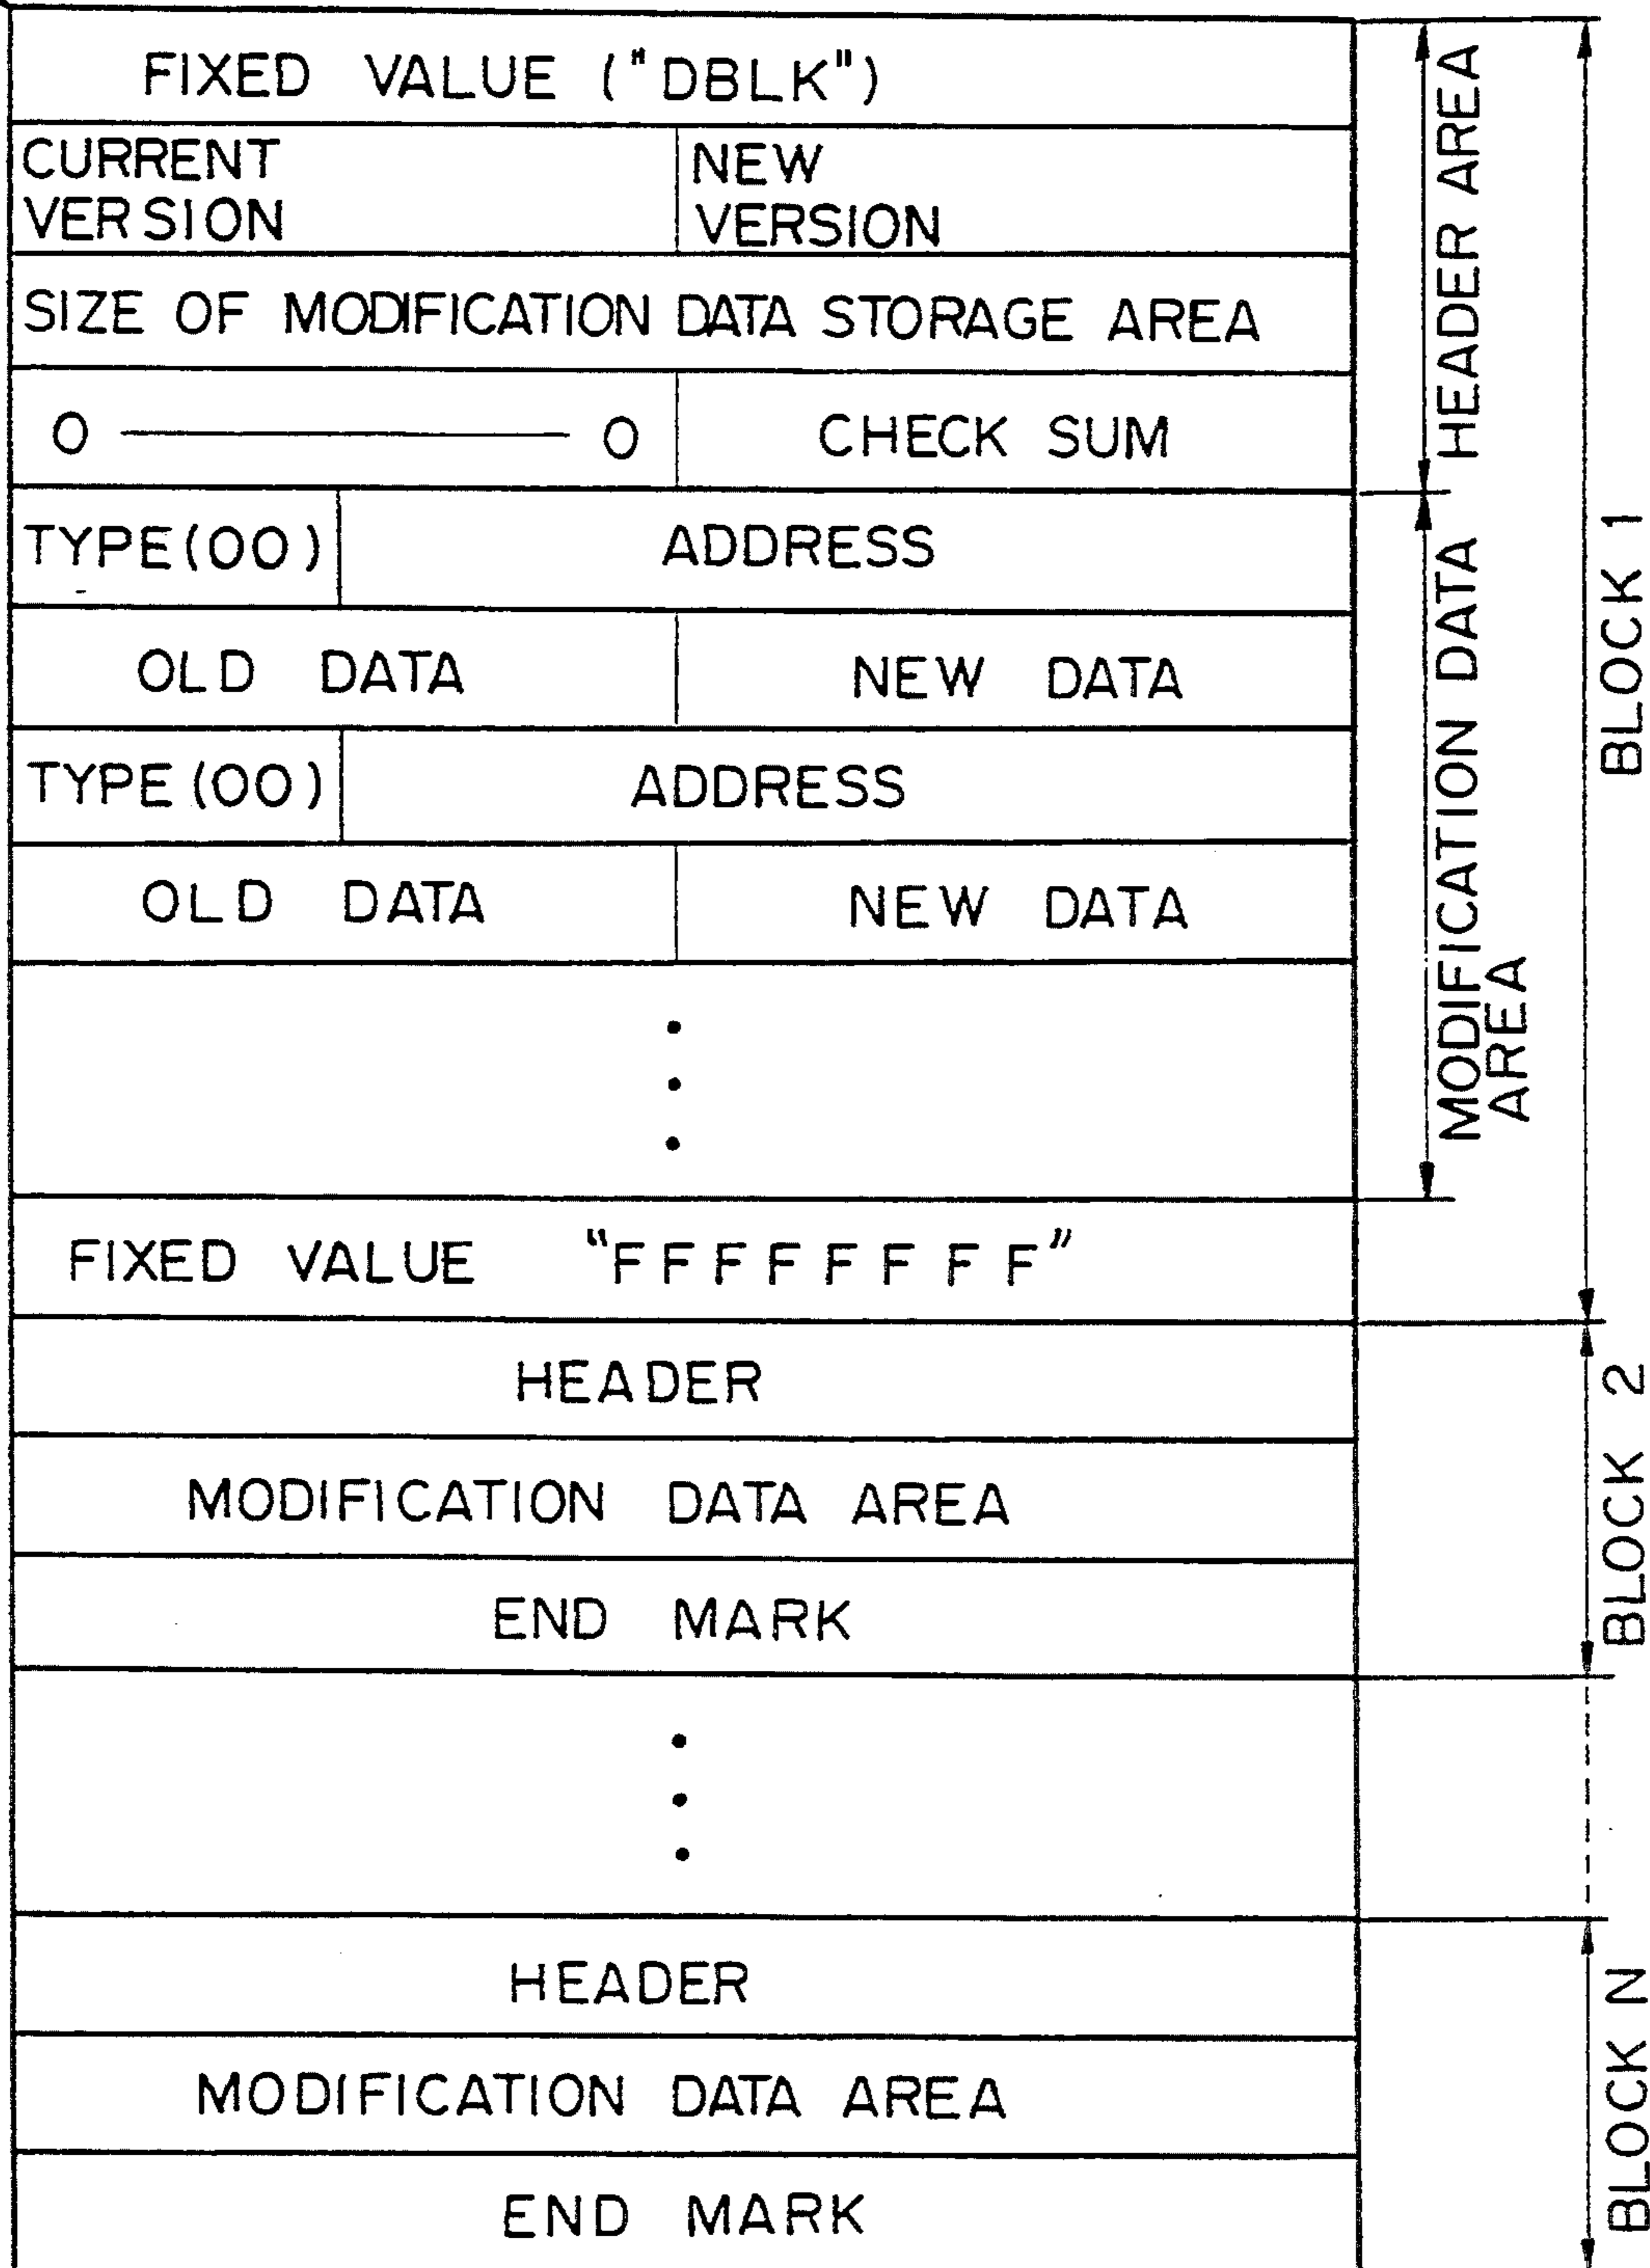 FIXED VALUE ("DBLK")
CURRENT
VERSION
NEW
VERSION
SIZE OF MODIFICATION DATA STORAGE AREA
0 0
CHECK SUM
TYPE(00)
ADDRESS
OLD DATA
NEW DATA
TYPE(00)
ADDRESS
OLD DATA
NEW DATA
FIXED VALUE "FFFFFFFF"
HEADER
MODIFICATION DATA AREA
END MARK
HEADER
MODIFICATION DATA AREA
END MARK
HEADER AREA
MODIFICATION DATA
AREA
BLOCK 1
BLOCK 2
BLOCK N